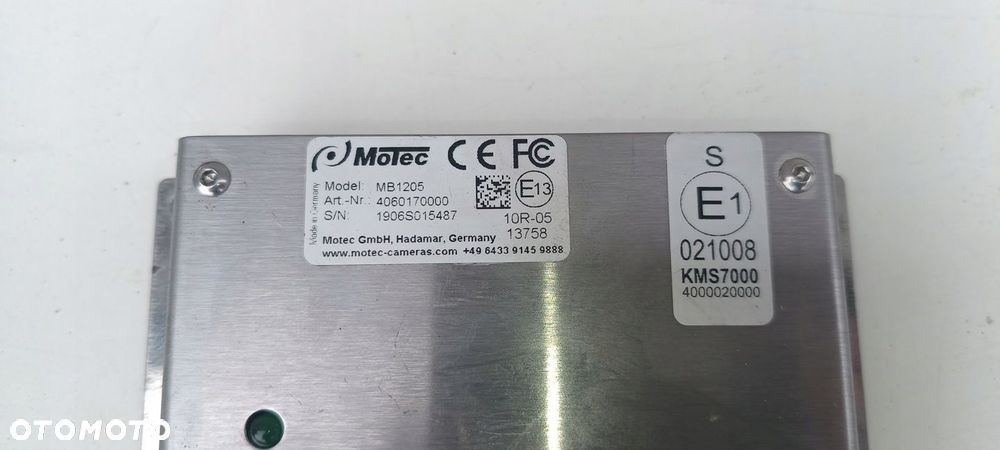 MOTEC CE FC
Made in Germany
Model: MB1205
Art.-Nr.: 4060170000
S/N: 1906S015487
E13
10R-05
13758
Motec GmbH, Hadamar, Germany
www.motec-cameras.com +49 6433 9145 9888
S
E1
021008
KMS7000
4000020000
OTOMOTO